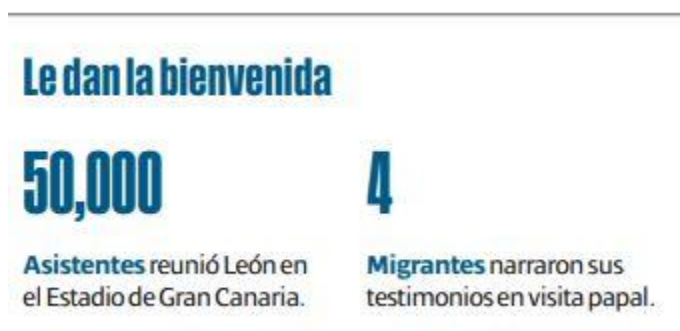 Le dan la bienvenida
50,000
Asistentes reunió León en
el Estadio de Gran Canaria.
4
Migrantes narraron sus
testimonios en visita papal.